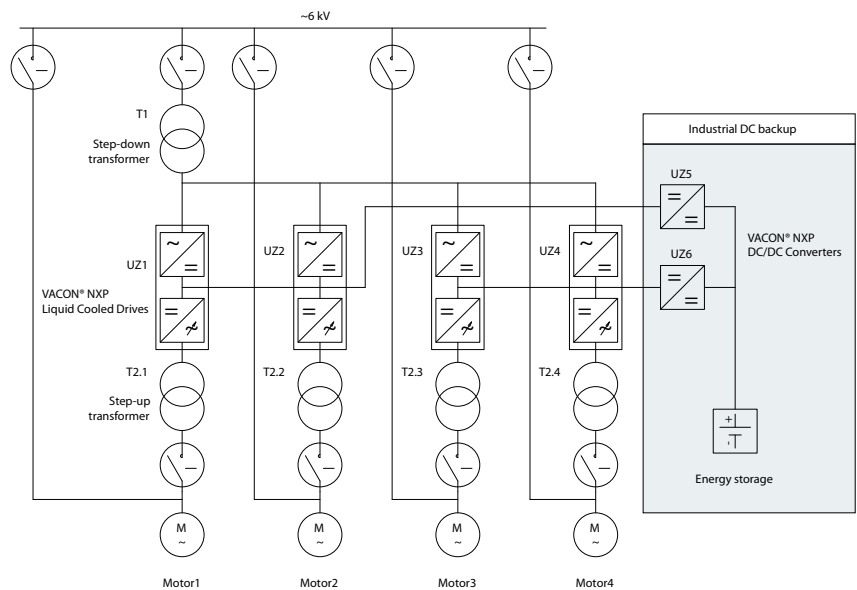 ~6 kV
T1
Step-down
transformer
Industrial DC backup
UZ5
UZ1
UZ2
UZ3
UZ4
VACON® NXP
DC/DC Converters
UZ6
VACON® NXP
Liquid Cooled Drives
~
=
~
=
~
=
~
=
=
=
=
=
=
≁
=
≁
=
≁
=
≁
T2.1
T2.2
T2.3
T2.4
Step-up
transformer
+
-
Energy storage
M
~
M
~
M
~
M
~
Motor1
Motor2
Motor3
Motor4